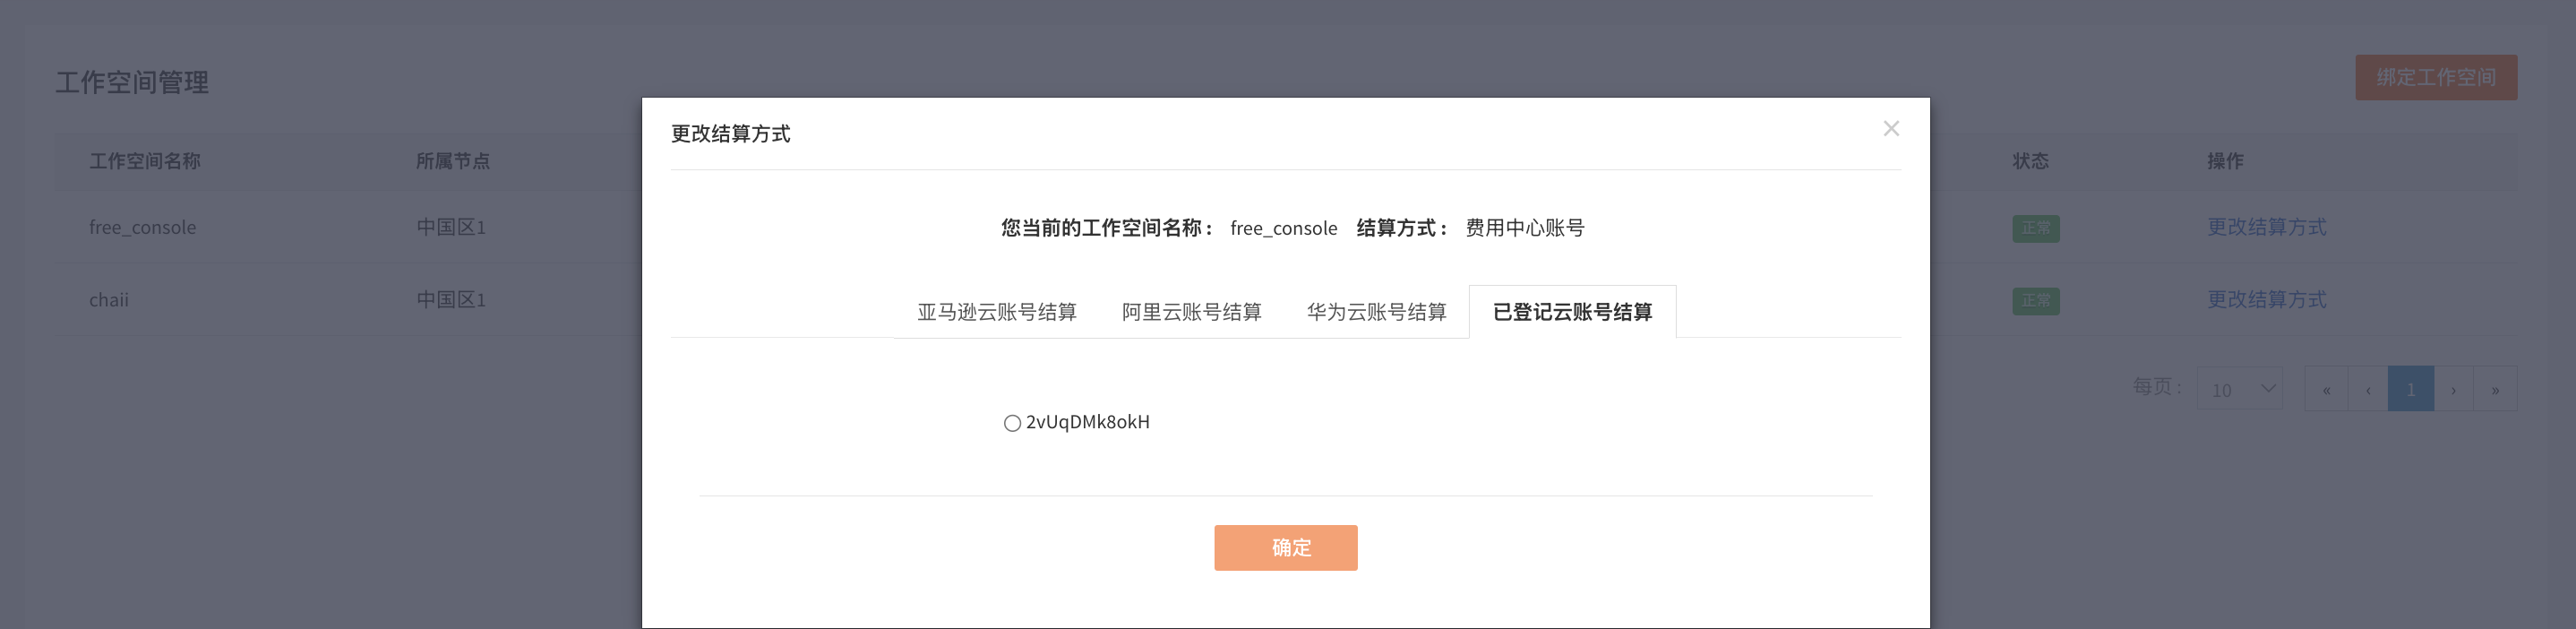 工作空间管理
绑定工作空间
更改结算方式
×
工作空间名称 所属节点 状态 操作
您当前的工作空间名称： free_console 结算方式： 费用中心账号
free_console 中国区1 正常 更改结算方式
亚马逊云账号结算 阿里云账号结算 华为云账号结算 已登记云账号结算
chaii 中国区1 正常 更改结算方式
每页： 10 « ‹ 1 › »
2vUqDMk8okH
确定